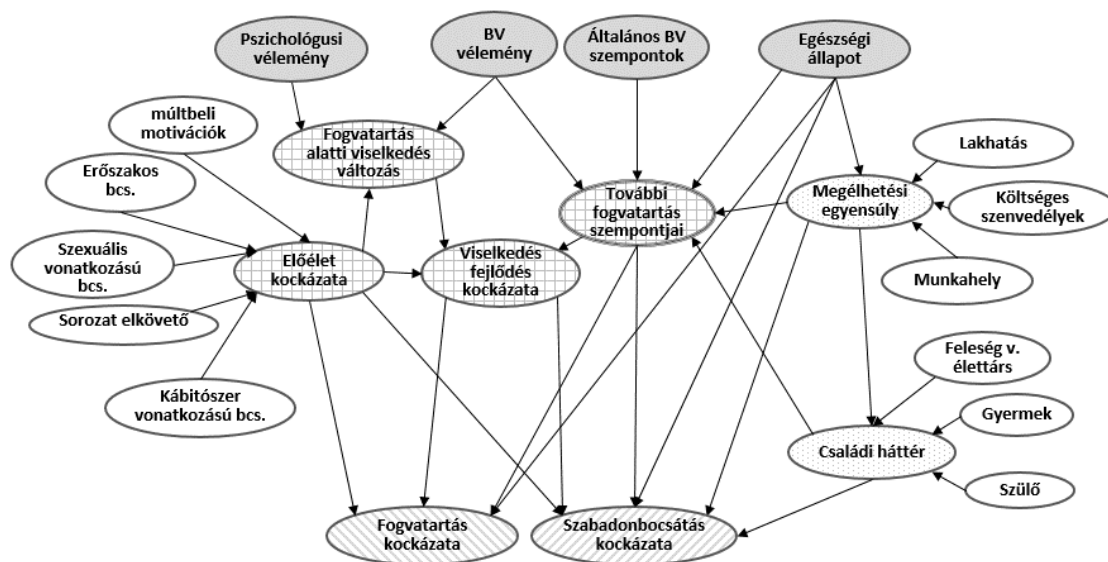 Pszichológusi
vélemény
BV
vélemény
Általános BV
szempontok
Egészségi
állapot
múltbeli
motivációk
Fogvatartás
alatti viselkedés
változás
Lakhatás
Erőszakos
bcs.
További
fogvatartás
szempontjai
Megélhetési
egyensúly
Költséges
szenvedélyek
Szexuális
vonatkozású
bcs.
Előélet
kockázata
Viselkedés
fejlődés
kockázata
Munkahely
Sorozat elkövető
Kábitószer
vonatkozású bcs.
Feleség v.
élettárs
Gyermek
Családi háttér
Szülő
Fogvatartás
kockázata
Szabadonbocsátás
kockázata